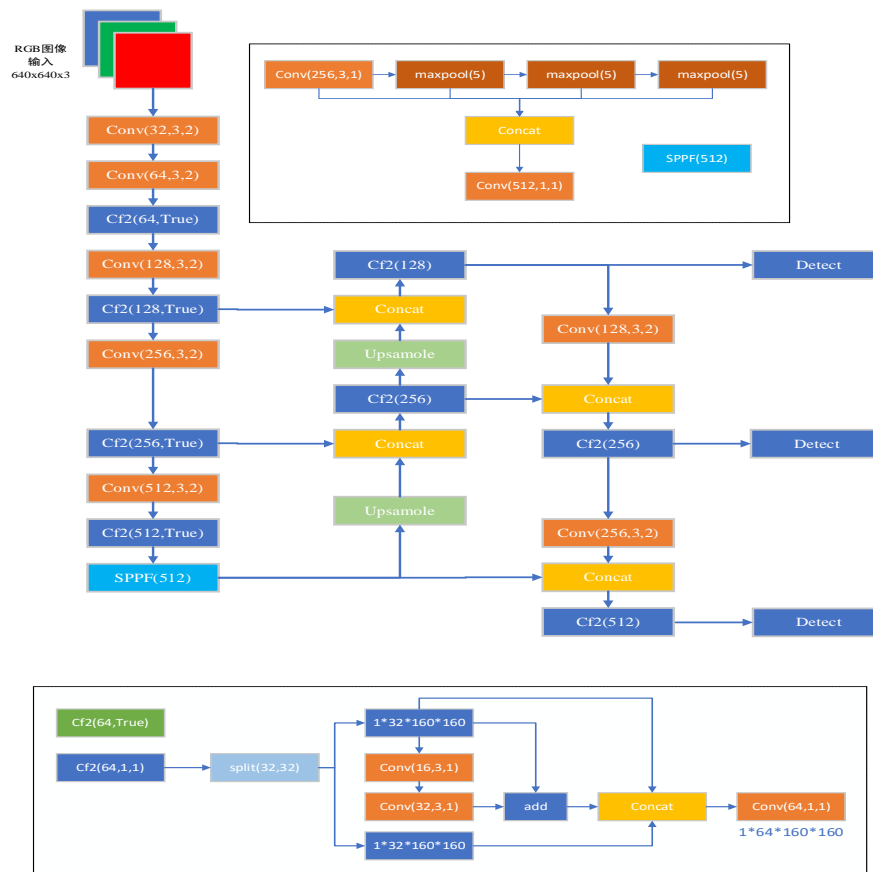 RGB图像
输入
640x640x3
Conv(32,3,2)
Conv(64,3,2)
Cf2(64,True)
Conv(128,3,2)
Cf2(128,True)
Conv(256,3,2)
Cf2(256,True)
Conv(512,3,2)
Cf2(512,True)
SPPF(512)
Conv(256,3,1)
maxpool(5)
maxpool(5)
maxpool(5)
Concat
SPPF(512)
Conv(512,1,1)
Cf2(128)
Concat
Upsamole
Cf2(256)
Concat
Upsamole
Conv(128,3,2)
Concat
Cf2(256)
Conv(256,3,2)
Concat
Cf2(512)
Detect
Detect
Detect
Cf2(64,True)
Cf2(64,1,1)
split(32,32)
1*32*160*160
Conv(16,3,1)
Conv(32,3,1)
add
Concat
Conv(64,1,1)
1*64*160*160
1*32*160*160